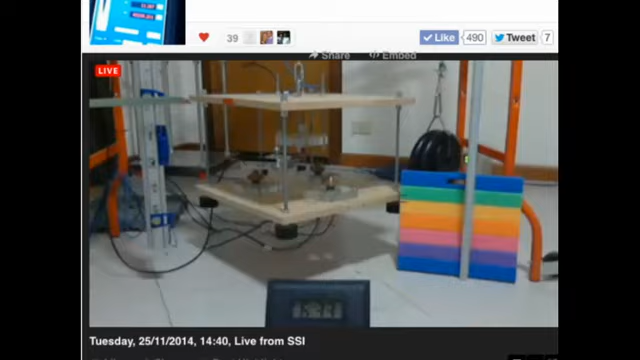 39
Like 490
Tweet 7
Share
Embed
LIVE
Tuesday, 25/11/2014, 14:40, Live from SSI